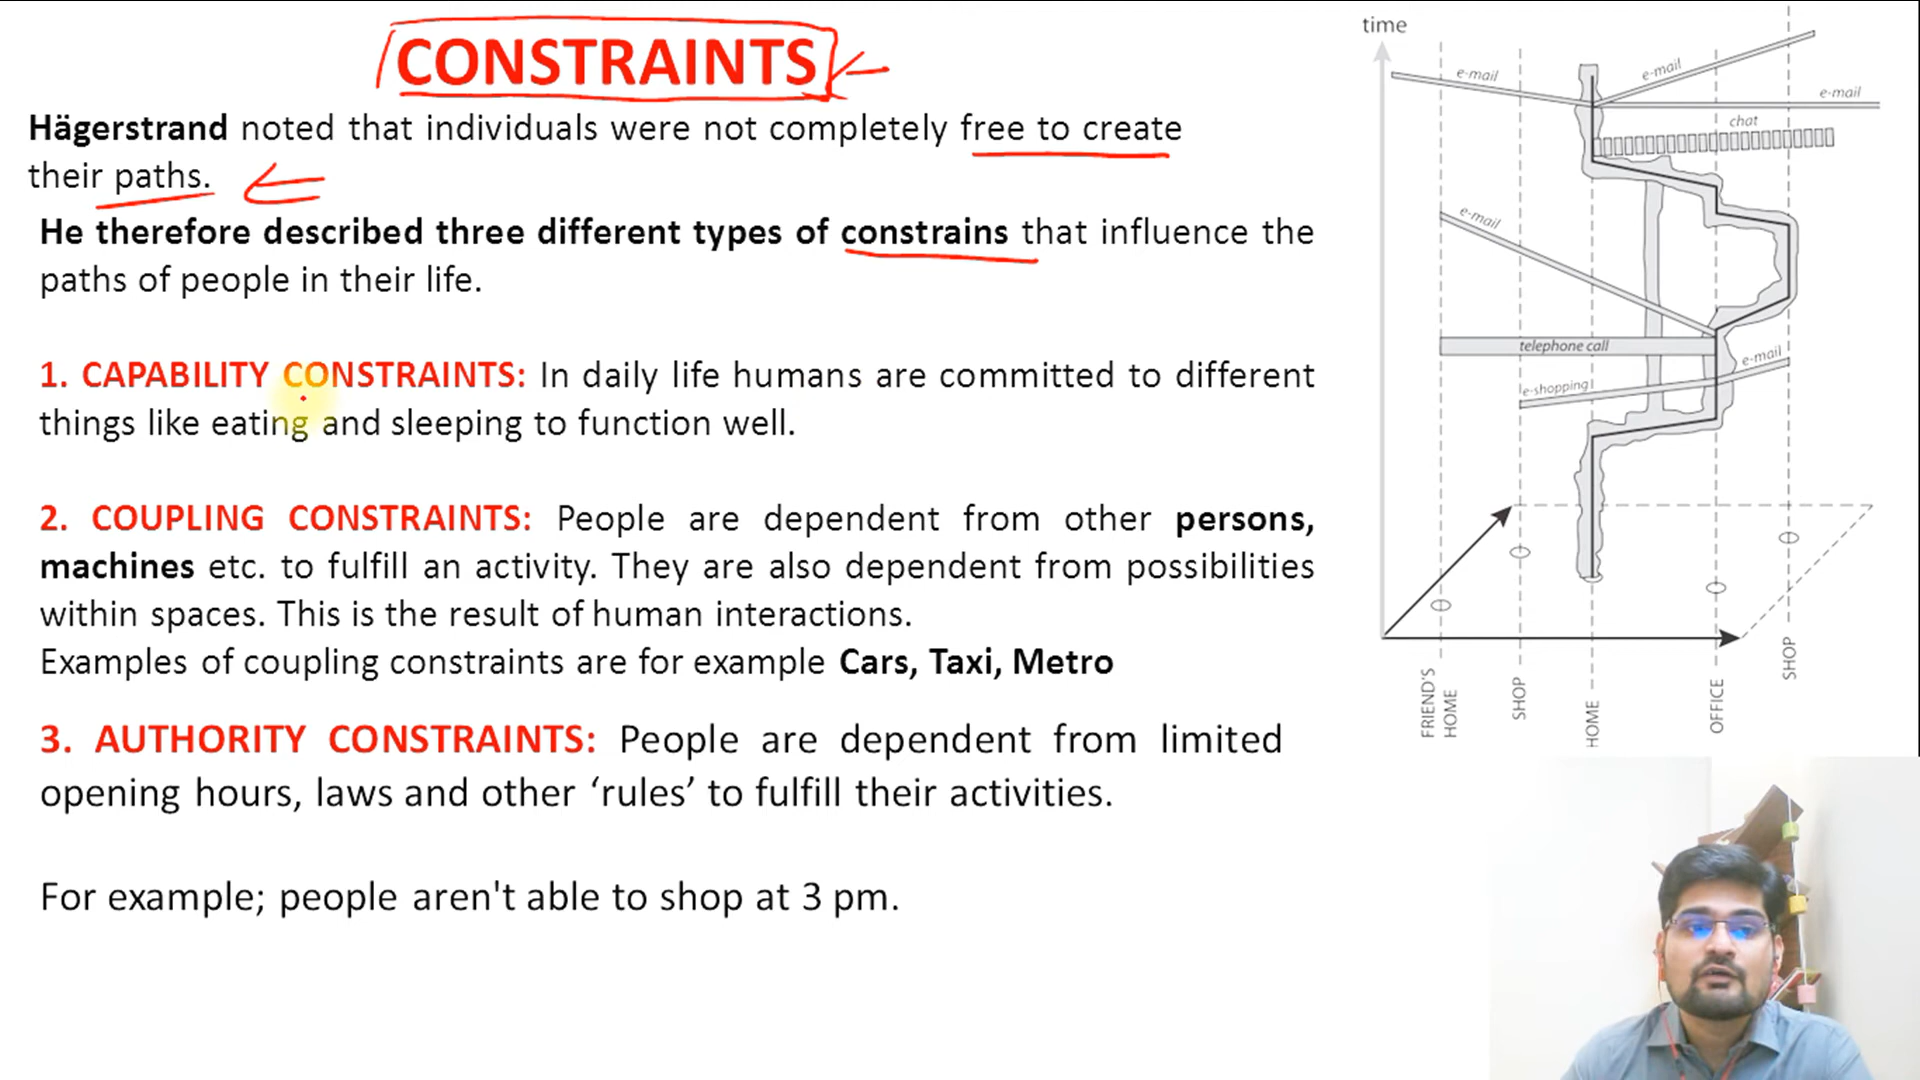 CONSTRAINTS
Hägerstrand noted that individuals were not completely free to create
their paths.
He therefore described three different types of constrains that influence the
paths of people in their life.
1. CAPABILITY CONSTRAINTS: In daily life humans are committed to different
things like eating and sleeping to function well.
2. COUPLING CONSTRAINTS: People are dependent from other persons,
machines etc. to fulfill an activity. They are also dependent from possibilities
within spaces. This is the result of human interactions.
Examples of coupling constraints are for example Cars, Taxi, Metro
3. AUTHORITY CONSTRAINTS: People are dependent from limited
opening hours, laws and other ‘rules’ to fulfill their activities.
For example; people aren't able to shop at 3 pm.
time
e-mail
e-mail
e-mail
chat
e-mail
telephone call
e-mail
e-shopping
FRIEND'S
HOME
SHOP
HOME
OFFICE
SHOP